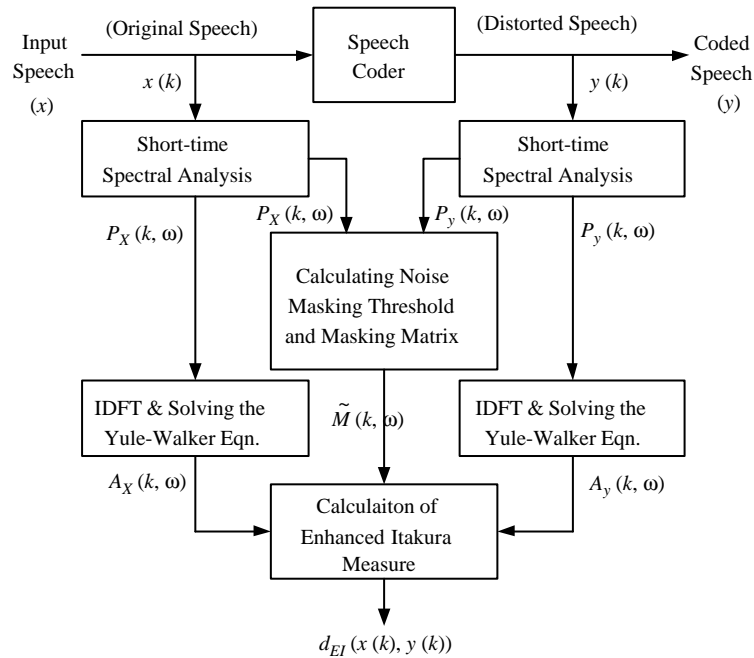 Input
Speech
(x)
(Original Speech)
Speech
Coder
(Distorted Speech)
Coded
Speech
(y)
x (k)
y (k)
Short-time
Spectral Analysis
Short-time
Spectral Analysis
P_X (k, ω)
P_X (k, ω)
P_y (k, ω)
P_y (k, ω)
Calculating Noise
Masking Threshold
and Masking Matrix
IDFT & Solving the
Yule-Walker Eqn.
M̃ (k, ω)
IDFT & Solving the
Yule-Walker Eqn.
A_X (k, ω)
A_y (k, ω)
Calculaiton of
Enhanced Itakura
Measure
d_EI (x (k), y (k))